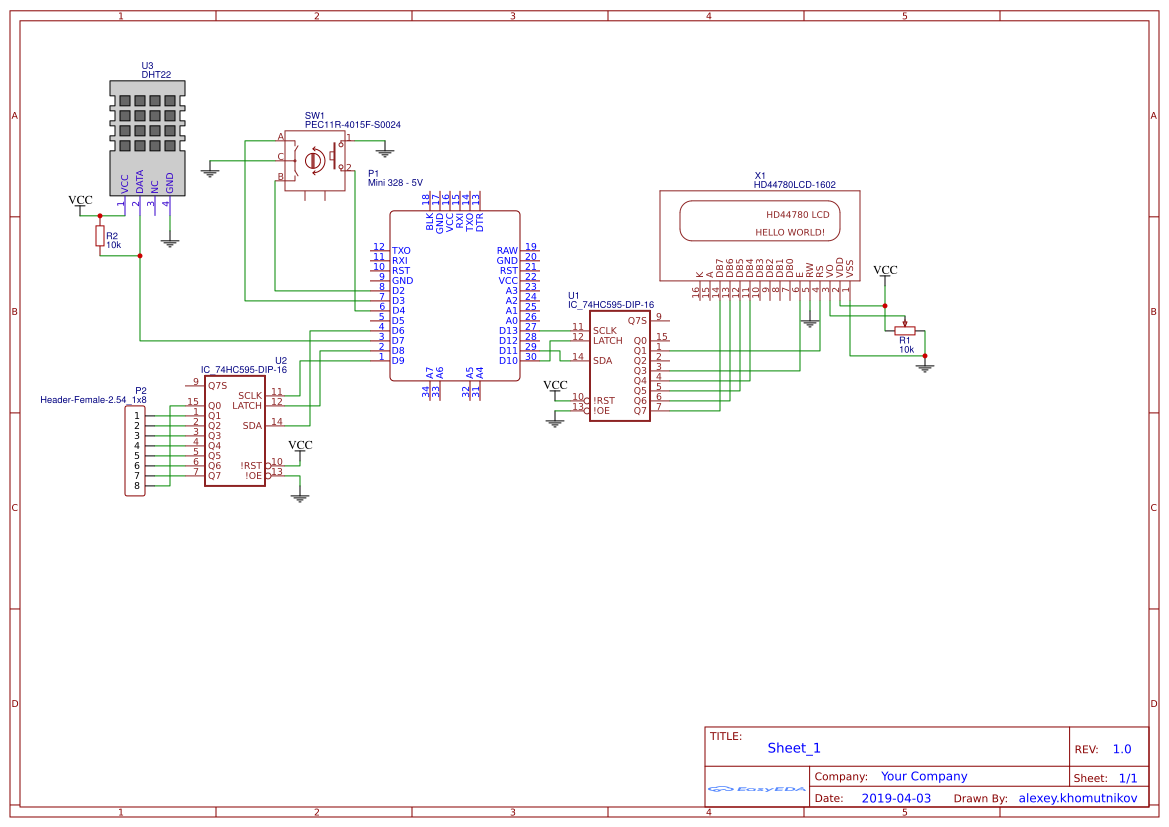 1 2 3 4 5
A A
B B
C C
D D
1 2 3 4 5
U3
DHT22
VCC DATA NC GND
1 2 3 4
VCC
R2
10k
SW1
PEC11R-4015F-S0024
A 1
C
B 2
P1
Mini 328 - 5V
18 17 16 15 14 13
BLK GND VCC RXI TXO DTR
12 TXO RAW 19
11 RXI GND 20
10 RST RST 21
9 GND VCC 22
8 D2 A3 23
7 D3 A2 24
6 D4 A1 25
5 D5 A0 26
4 D6 D13 27
3 D7 D12 28
2 D8 D11 29
1 D9 D10 30
A7 A6 A5 A4
34 33 32 31
X1
HD44780LCD-1602
HD44780 LCD
HELLO WORLD!
K A DB7 DB6 DB5 DB4 DB3 DB2 DB1 DB0 E RW RS VO VDD VSS
16 15 14 13 12 11 10 9 8 7 6 5 4 3 2 1
VCC
R1
10k
U1
IC_74HC595-DIP-16
Q7S 9
11 SCLK
12 LATCH Q0 15
Q1 1
14 SDA Q2 2
Q3 3
Q4 4
Q5 5
10 !RST Q6 6
13 !OE Q7 7
VCC
U2
IC_74HC595-DIP-16
9 Q7S
SCLK 11
15 Q0 LATCH 12
1 Q1
2 Q2 SDA 14
3 Q3
4 Q4
5 Q5
6 Q6 !RST 10
7 Q7 !OE 13
VCC
P2
Header-Female-2.54_1x8
1
2
3
4
5
6
7
8
TITLE:
Sheet_1
REV: 1.0
Company: Your Company
Sheet: 1/1
EasyEDA
Date: 2019-04-03 Drawn By: alexey.khomutnikov